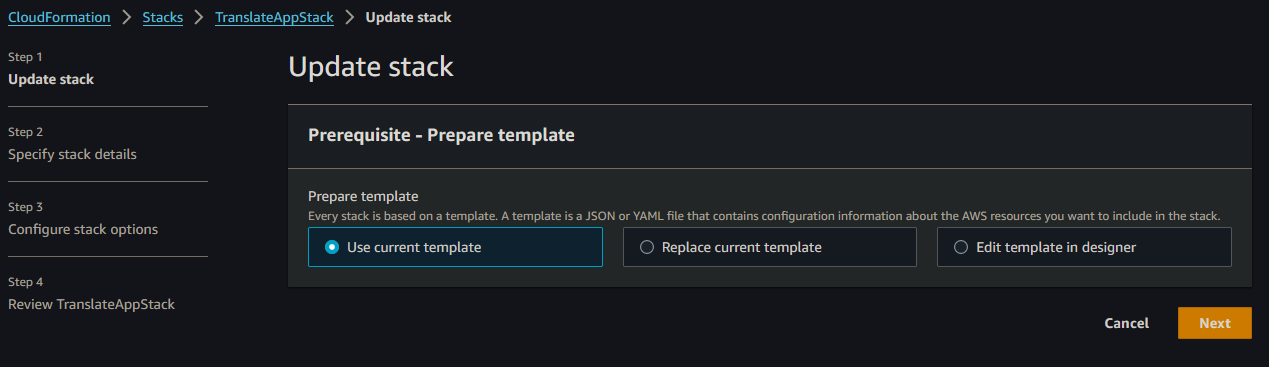 CloudFormation > Stacks > TranslateAppStack > Update stack
Step 1
Update stack
Step 2
Specify stack details
Step 3
Configure stack options
Step 4
Review TranslateAppStack
Update stack
Prerequisite - Prepare template
Prepare template
Every stack is based on a template. A template is a JSON or YAML file that contains configuration information about the AWS resources you want to include in the stack.
Use current template
Replace current template
Edit template in designer
Cancel
Next